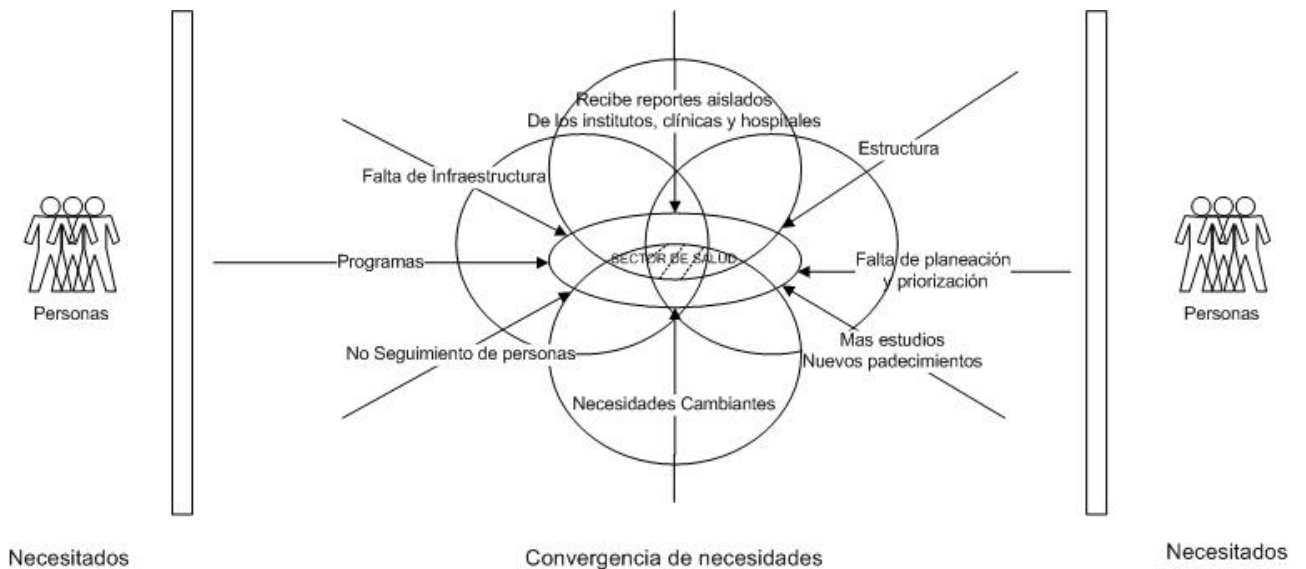 Recibe reportes aislados
De los institutos, clínicas y hospitales
Estructura
Falta de Infraestructura
SECTOR DE SALUD
Programas
Falta de planeación
y priorización
Personas
Personas
No Seguimiento de personas
Mas estudios
Nuevos padecimientos
Necesidades Cambiantes
Necesitados
Convergencia de necesidades
Necesitados